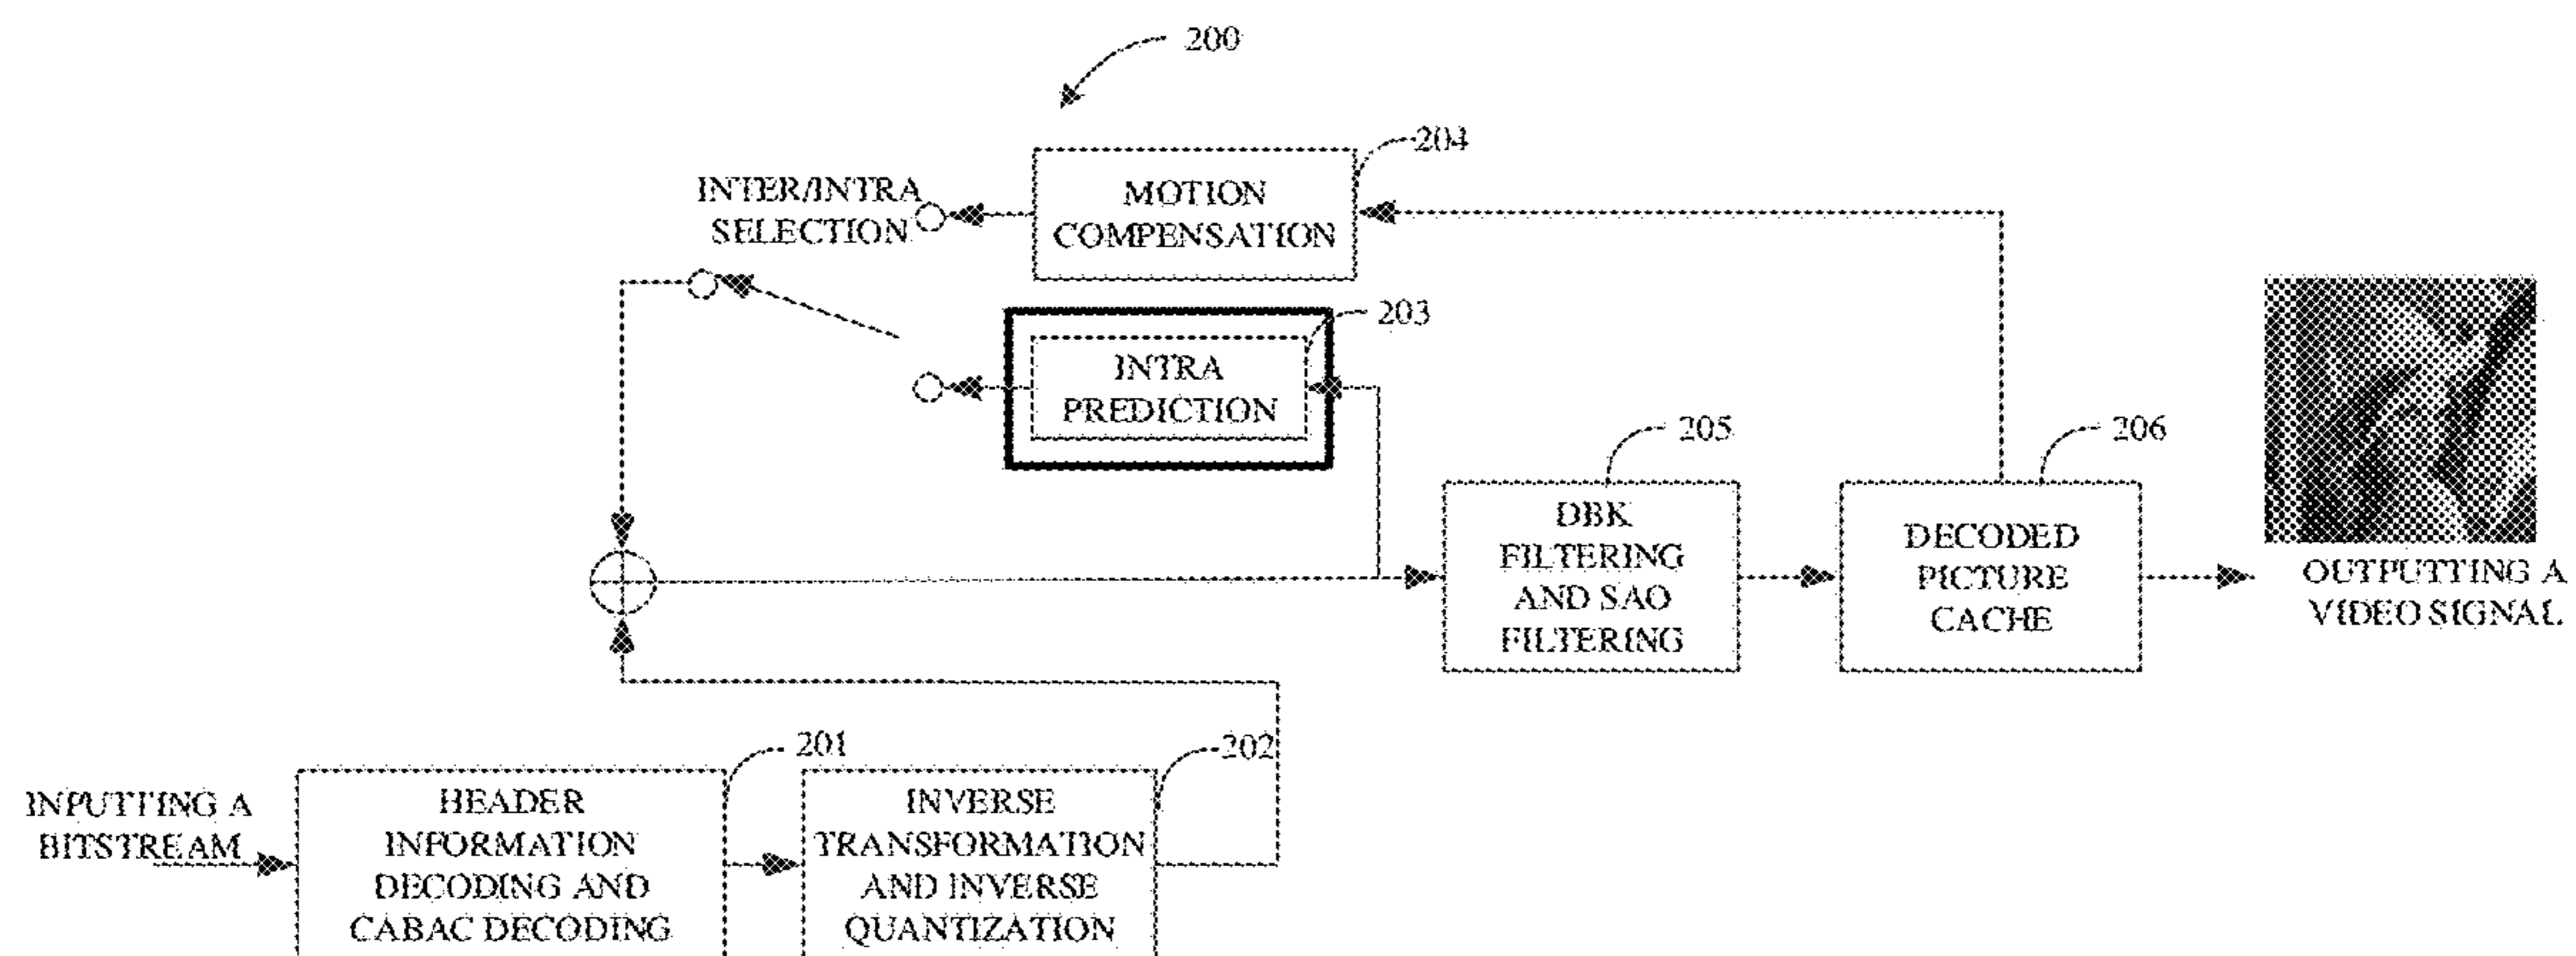 200
204
INTER/INTRA
SELECTION
MOTION
COMPENSATION
203
INTRA
PREDICTION
205
206
DBK
FILTERING
AND SAO
FILTERING
DECODED
PICTURE
CACHE
OUTPUTTING A
VIDEO SIGNAL
201
202
INPUTTING A
BITSTREAM
HEADER
INFORMATION
DECODING AND
CABAC DECODING
INVERSE
TRANSFORMATION
AND INVERSE
QUANTIZATION